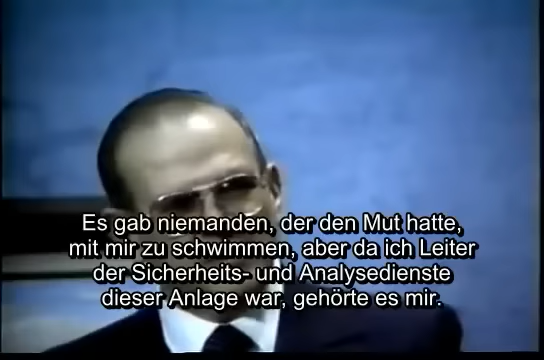 Es gab niemanden, der den Mut hatte,
mit mir zu schwimmen, aber da ich Leiter
der Sicherheits- und Analysedienste
dieser Anlage war, gehörte es mir.